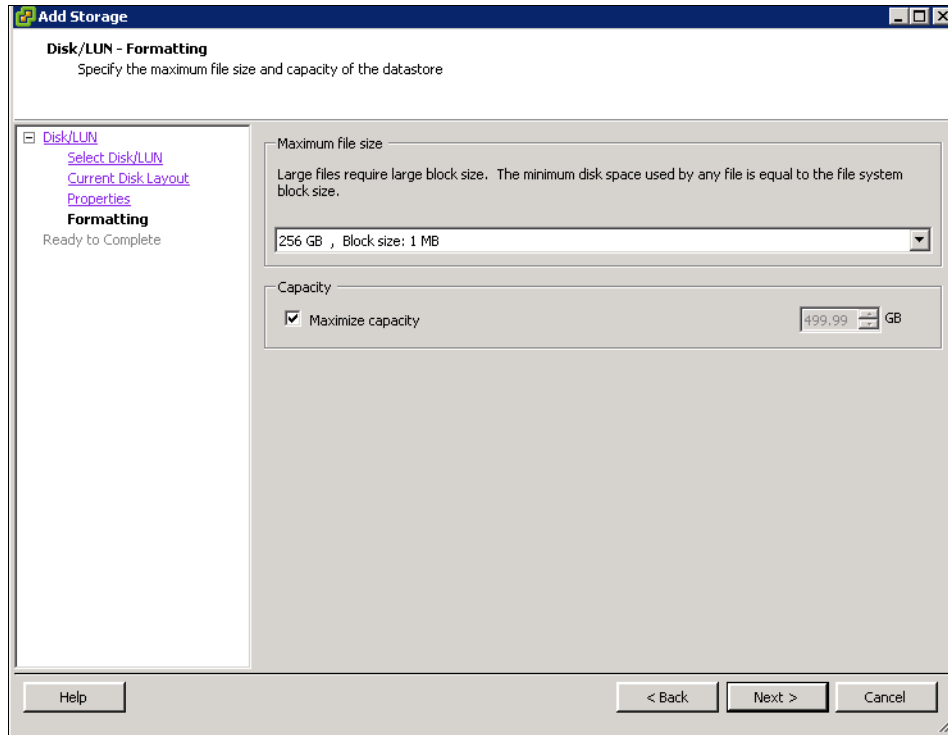 Add Storage
Disk/LUN - Formatting
Specify the maximum file size and capacity of the datastore
Disk/LUN
Select Disk/LUN
Current Disk Layout
Properties
Formatting
Ready to Complete
Maximum file size
Large files require large block size. The minimum disk space used by any file is equal to the file system
block size.
256 GB , Block size: 1 MB
Capacity
Maximize capacity
499.99 GB
Help
< Back
Next >
Cancel